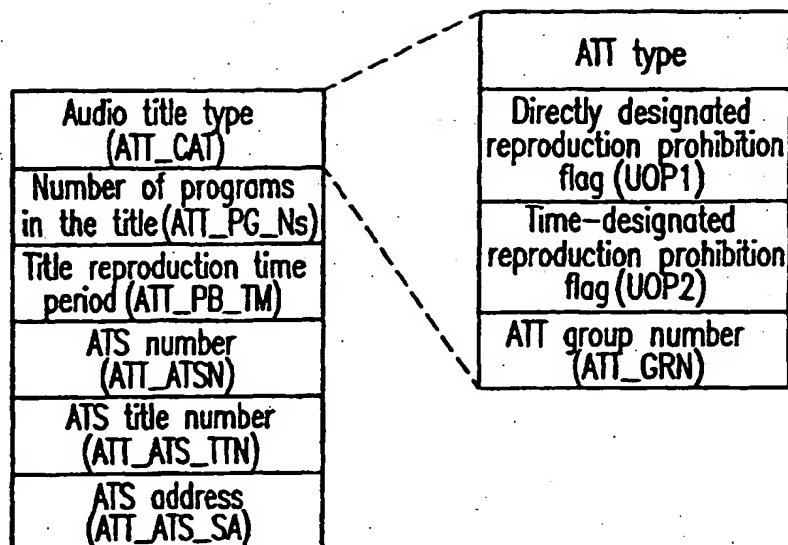 Audio title type
(ATT_CAT)
Number of programs
in the title(ATT_PG_Ns)
Title reproduction time
period(ATT_PB_TM)
ATS number
(ATT_ATSN)
ATS title number
(ATT_ATS_TTN)
ATS address
(ATT_ATS_SA)
ATT type
Directly designated
reproduction prohibition
flag(UOP1)
Time-designated
reproduction prohibition
flag(UOP2)
ATT group number
(ATT_GRN)